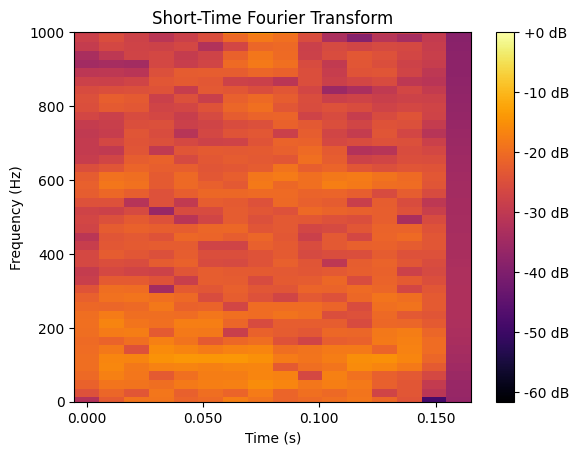 Short-Time Fourier Transform
1000
800
600
400
200
0
Frequency (Hz)
0.000
0.050
0.100
0.150
Time (s)
+0 dB
-10 dB
-20 dB
-30 dB
-40 dB
-50 dB
-60 dB